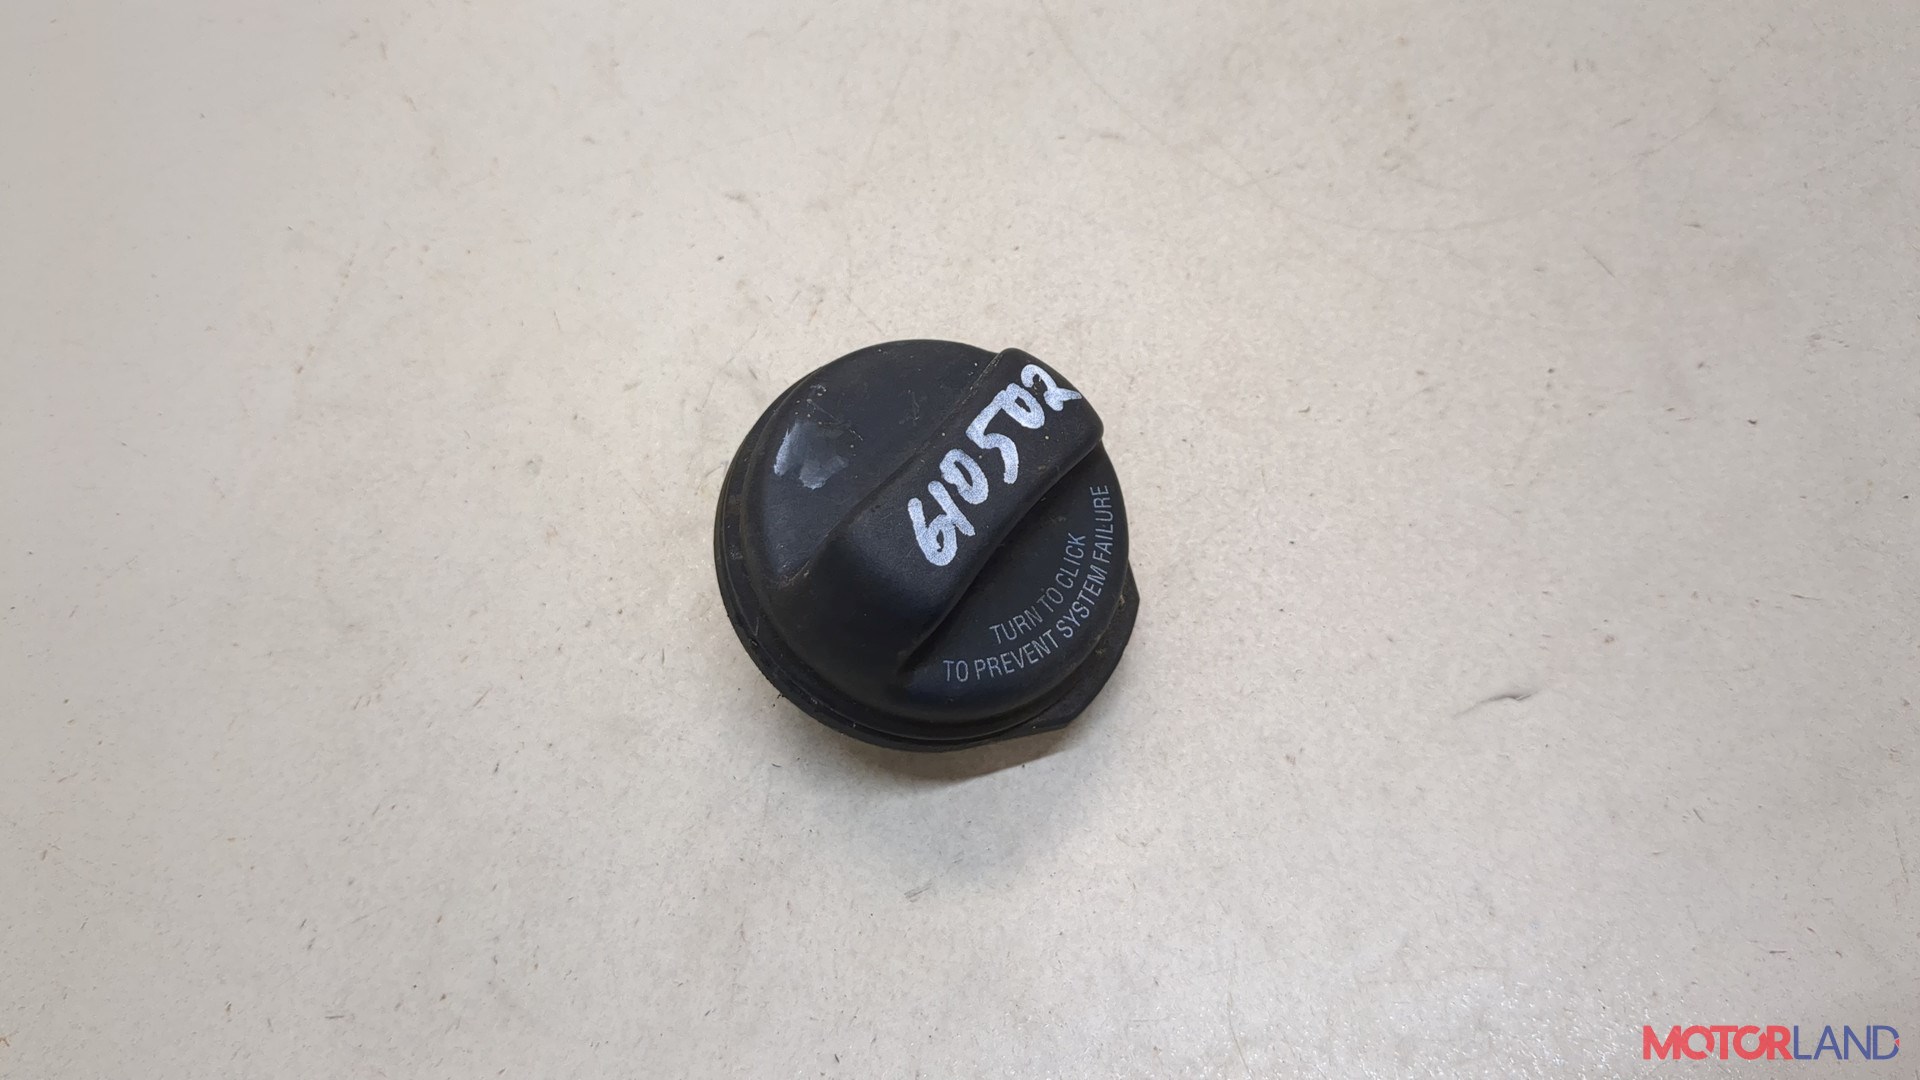 610502
TURN TO CLICK
TO PREVENT SYSTEM FAILURE
MOTORLAND